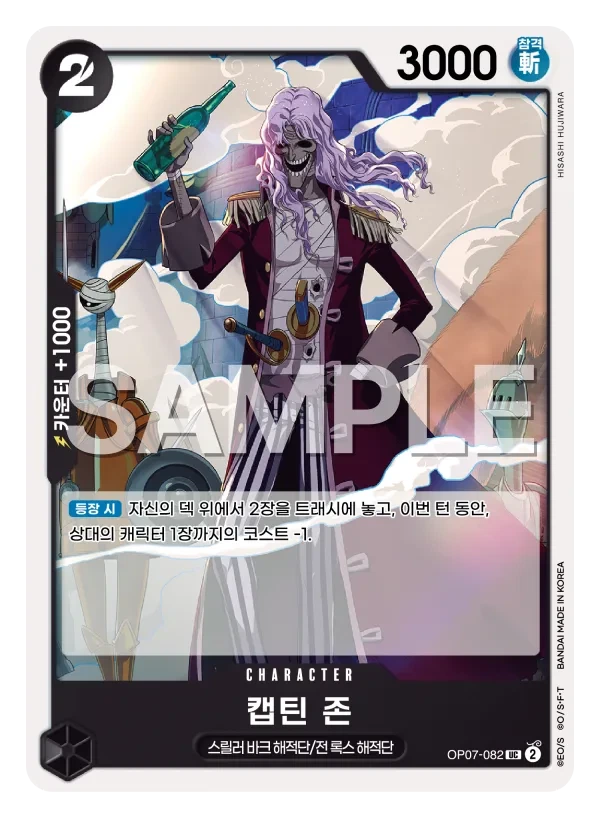 2
3000
참격
斬
HISASHI HUJIWARA
카운터 +1000
SAMPLE
등장 시 자신의 덱 위에서 2장을 트래시에 놓고, 이번 턴 동안,
상대의 캐릭터 1장까지의 코스트 -1.
CHARACTER
캡틴 존
스릴러 바크 해적단/전 록스 해적단
OP07-082 UC 2
©EO/S ©O/S·F·T BANDAI MADE IN KOREA